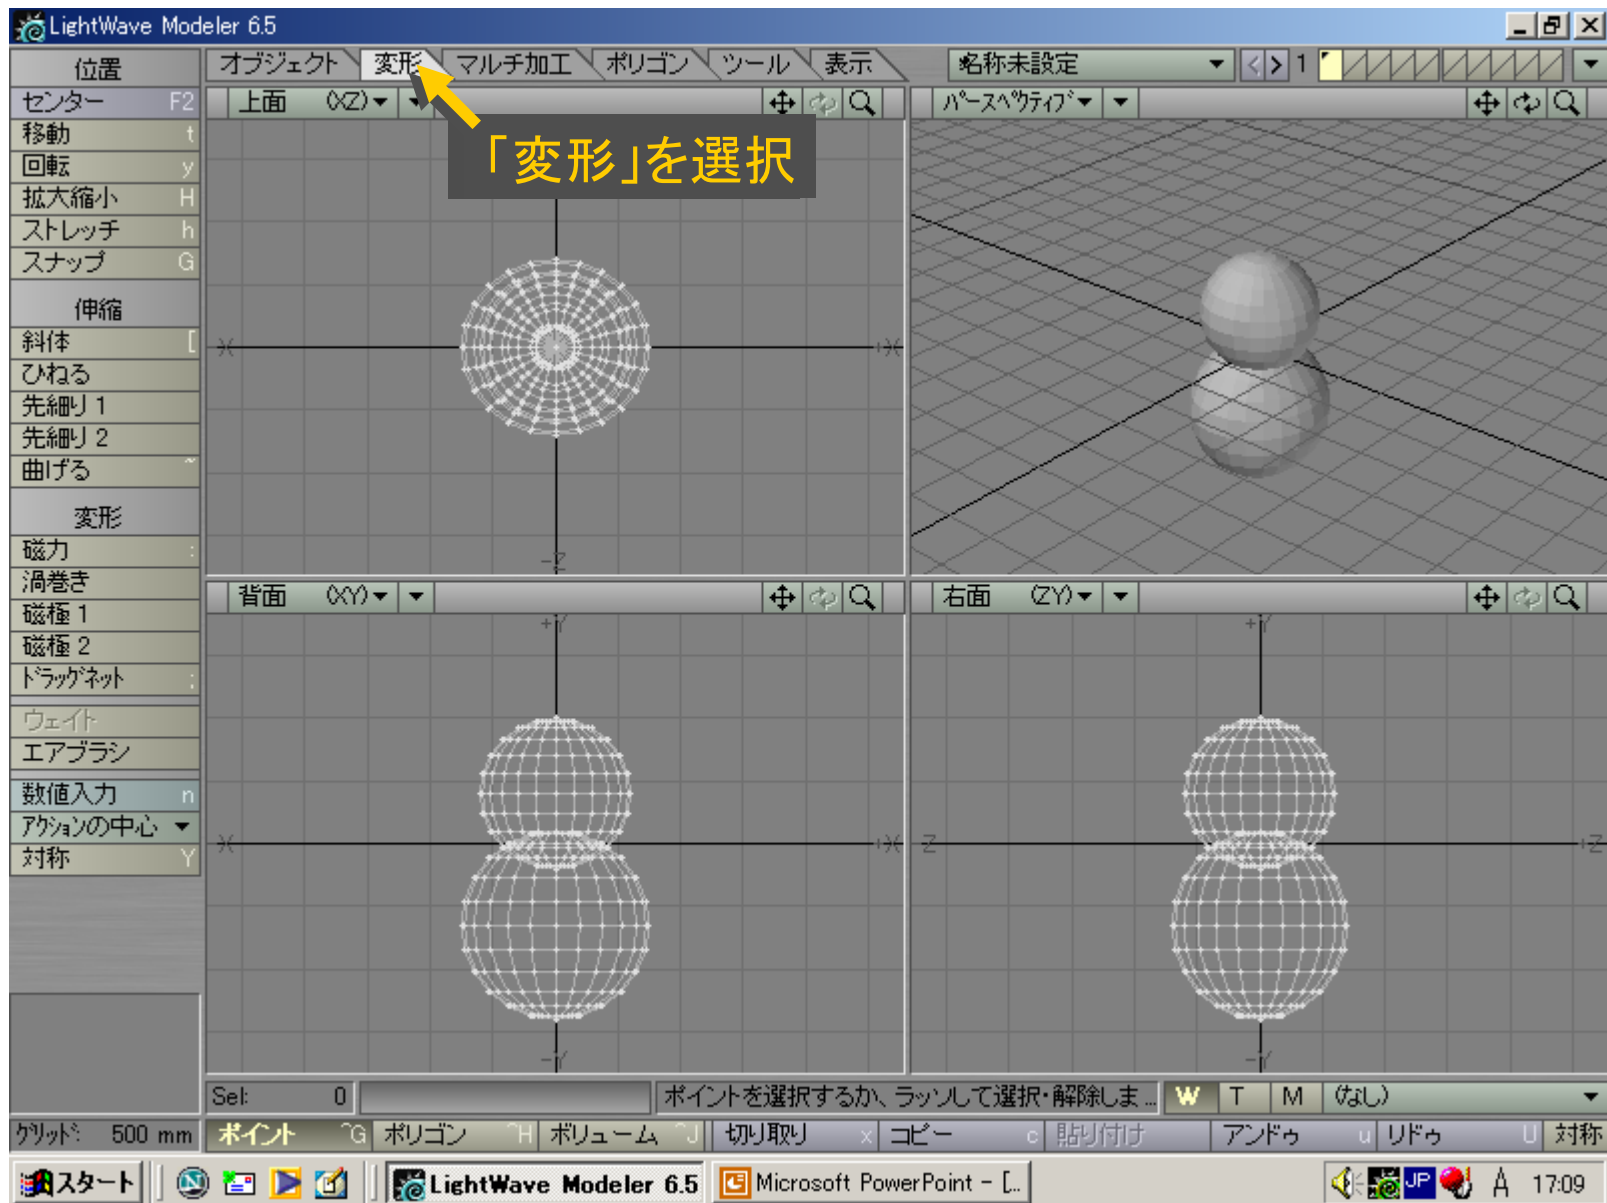 LightWave Modeler 6.5
位置
オブジェクト 変形 マルチ加工 ポリゴン ツール 表示
名称未設定
1
センター F2
移動 t
回転 y
拡大縮小 H
ストレッチ h
スナップ G
伸縮
斜体 [
ひねる
先細り 1
先細り 2
曲げる ~
変形
磁力 :
渦巻き
磁極 1
磁極 2
ドラッグネット ;
ウェイト
エアブラシ
数値入力 n
アクションの中心
対称 Y
上面 (XZ)
パースペクティブ
「変形」を選択
-X
+X
-Z
背面 (XY)
右面 (ZY)
+Y
+Y
-X
+X
-Z
+Z
-Y
-Y
Sel: 0
ポイントを選択するか、ラッソして選択・解除しま...
W T M (なし)
グリッド: 500 mm
ポイント ^G ポリゴン ^H ボリューム ^J 切り取り x コピー c 貼り付け アンドゥ u リドゥ U 対称
スタート
LightWave Modeler 6.5
Microsoft PowerPoint - [...
JP
A 17:09